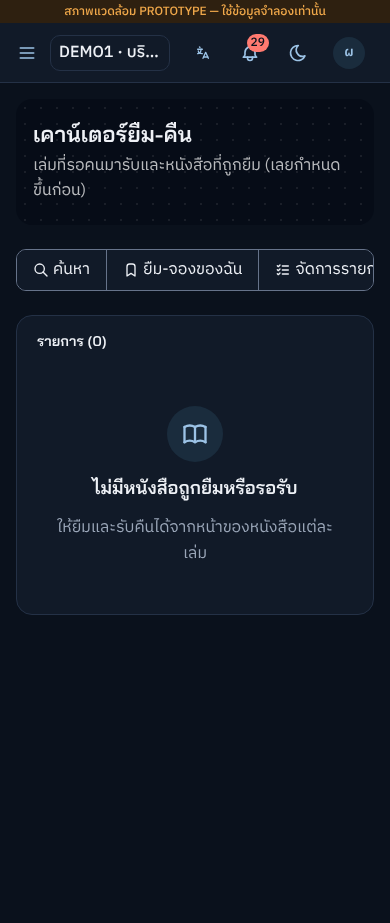 สภาพแวดล้อม PROTOTYPE — ใช้ข้อมูลจำลองเท่านั้น
DEMO1 · บริ...
29
ผ
เคาน์เตอร์ยืม-คืน
เล่มที่รอคนมารับและหนังสือที่ถูกยืม (เลยกำหนด
ขึ้นก่อน)
ค้นหา
ยืม-จองของฉัน
จัดการราย
รายการ (0)
ไม่มีหนังสือถูกยืมหรือรอรับ
ให้ยืมและรับคืนได้จากหน้าของหนังสือแต่ละ
เล่ม